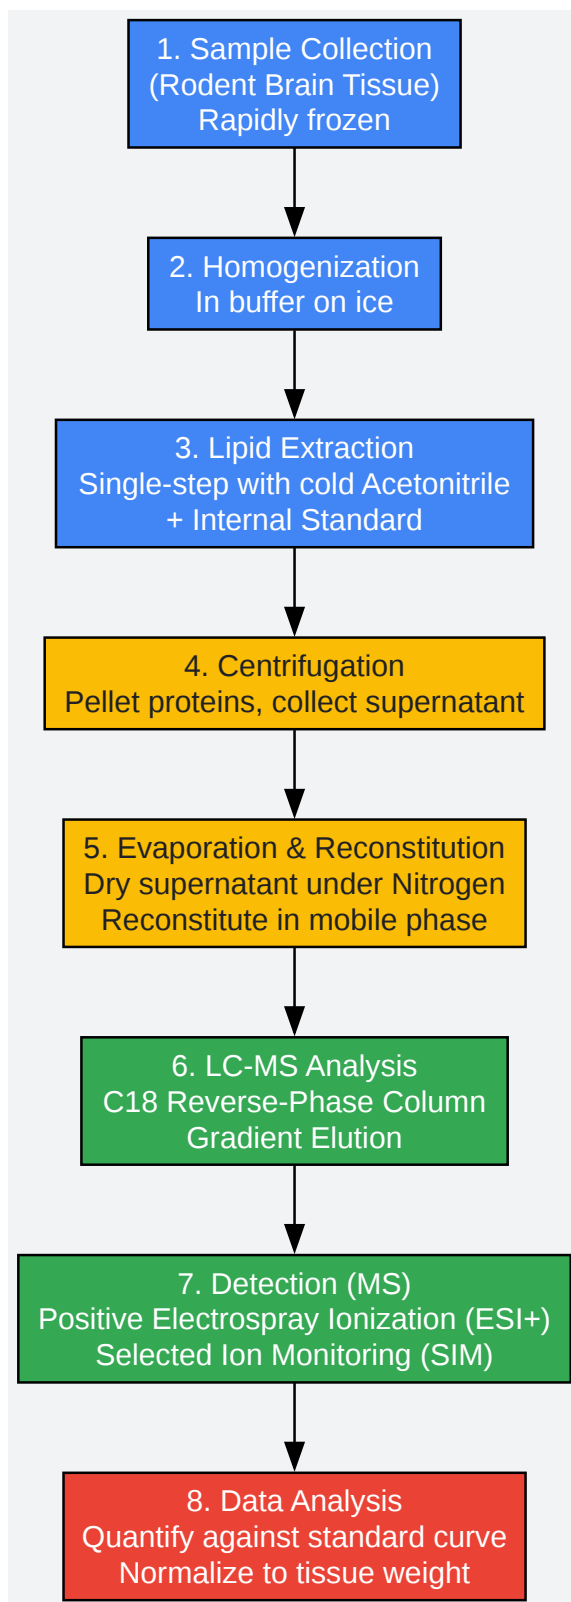 1. Sample Collection
(Rodent Brain Tissue)
Rapidly frozen
2. Homogenization
In buffer on ice
3. Lipid Extraction
Single-step with cold Acetonitrile
+ Internal Standard
4. Centrifugation
Pellet proteins, collect supernatant
5. Evaporation & Reconstitution
Dry supernatant under Nitrogen
Reconstitute in mobile phase
6. LC-MS Analysis
C18 Reverse-Phase Column
Gradient Elution
7. Detection (MS)
Positive Electrospray Ionization (ESI+)
Selected Ion Monitoring (SIM)
8. Data Analysis
Quantify against standard curve
Normalize to tissue weight